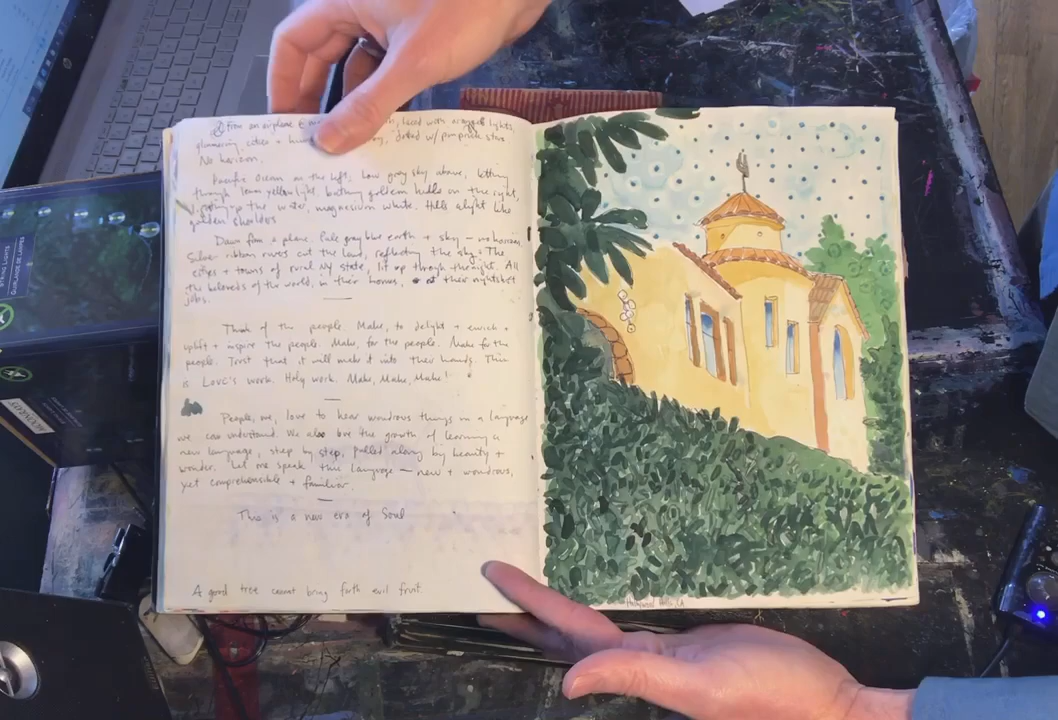 From an airplane laced with lights,
glimmering cities + dotted w/ pinprick stars
No horizon.
Pacific Ocean on the left, low gray sky above, letting
through lemon yellow light, bathing golden hills on the right,
the water, magnesium white. Hills alight like
golden shoulders
Dawn from a plane. Pale gray blue earth + sky – no horizon
Silver ribbon rivers cut the land, reflecting the sky. The
cities + towns of rural NY state, lit up through the night. All
the beloveds of the world, in their homes, at their nightshift
jobs.
Think of the people. Make, to delight + enrich +
uplift + inspire the people. Make, for the people. Make for the
people. Trust that it will make it into their hands. This
is Love's work. Holy work. Make, Make, Make!
People, we, love to hear wondrous things in a language
we can understand. We also love the growth of learning a
new language, step by step, pulled along by beauty +
wonder. Let me speak this language — new + wondrous,
yet comprehensible + familiar.
This is a new era of Soul
A good tree cannot bring forth evil fruit.
Hollywood Hills, CA